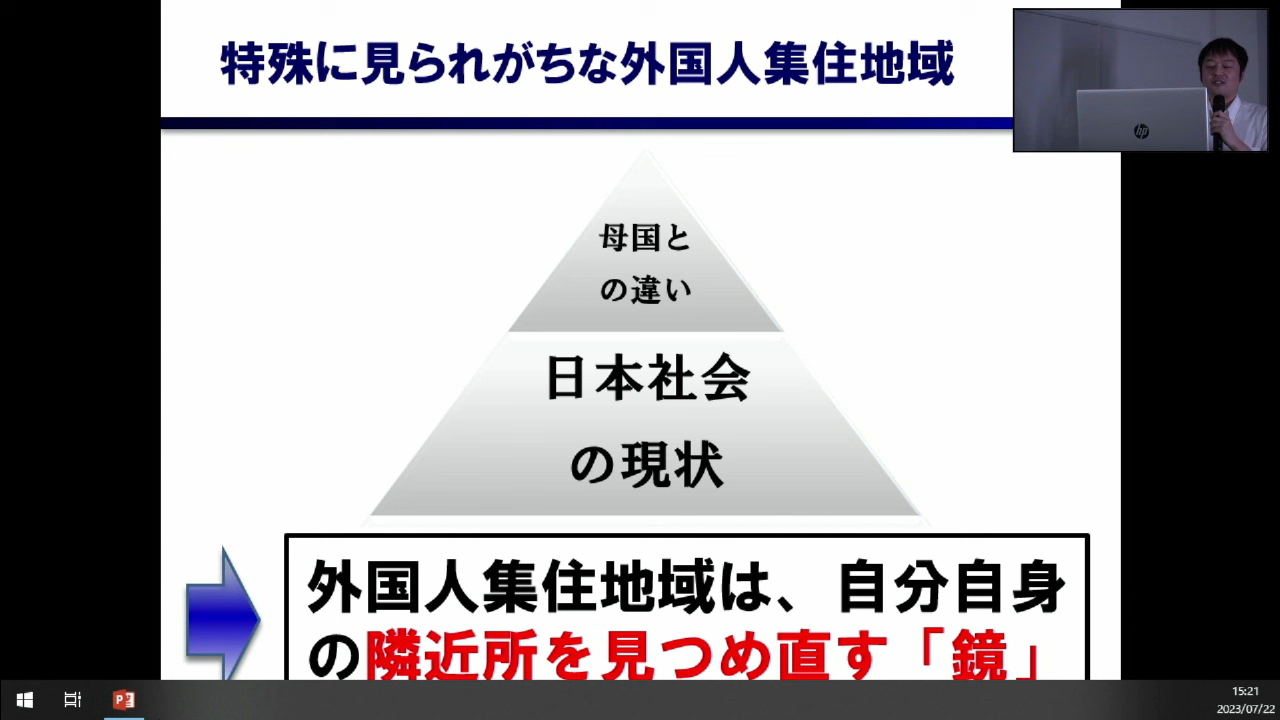 特殊に見られがちな外国人集住地域
hp
母国と
の違い
日本社会
の現状
外国人集住地域は、自分自身
の隣近所を見つめ直す「鏡」
P
15:21
2023/07/22